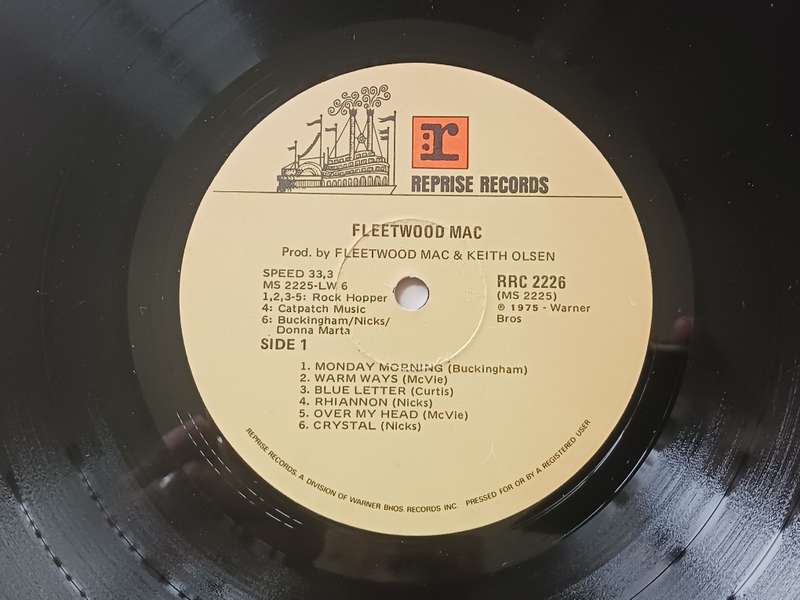 r
REPRISE RECORDS
FLEETWOOD MAC
Prod. by FLEETWOOD MAC & KEITH OLSEN
SPEED 33,3
MS 2225-LW 6
1,2,3-5: Rock Hopper
4: Catpatch Music
6: Buckingham/Nicks/
Donna Marta
SIDE 1
RRC 2226
(MS 2225)
℗ 1975 - Warner
Bros
1. MONDAY MORNING (Buckingham)
2. WARM WAYS (McVie)
3. BLUE LETTER (Curtis)
4. RHIANNON (Nicks)
5. OVER MY HEAD (McVie)
6. CRYSTAL (Nicks)
REPRISE RECORDS, A DIVISION OF WARNER BROS. RECORDS INC. PRESSED FOR OR BY A REGISTERED USER